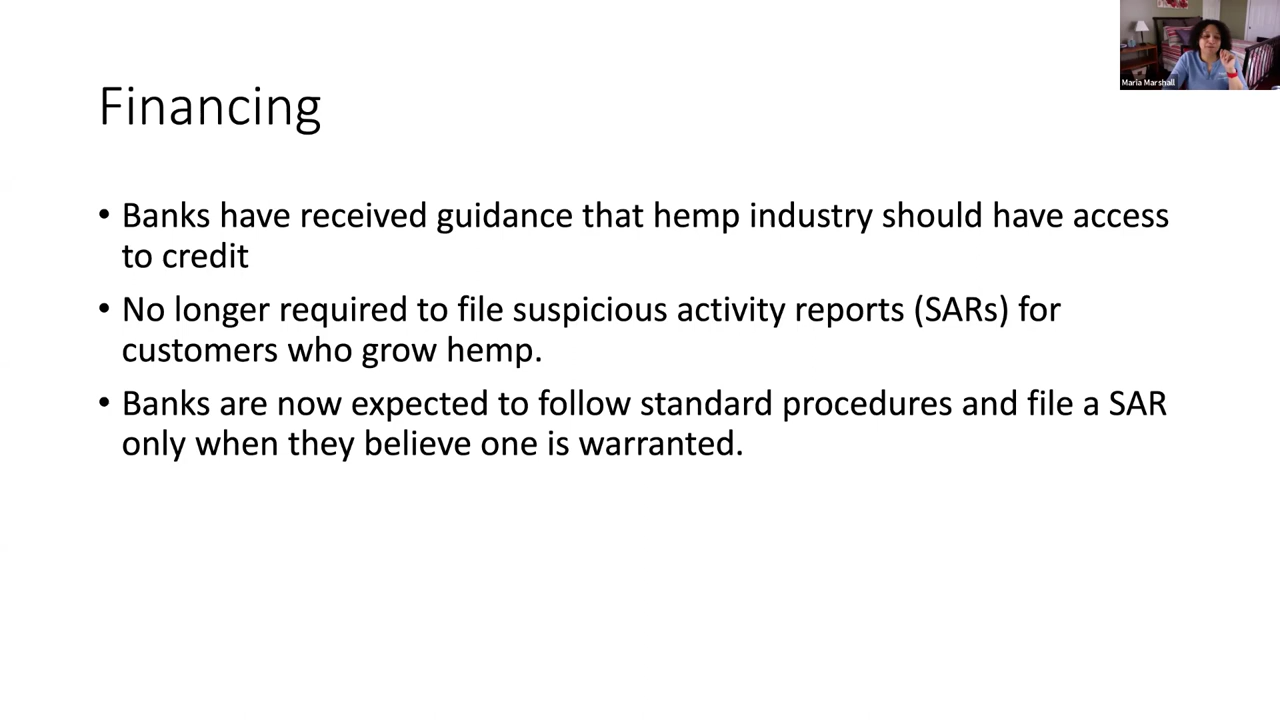 Financing
Maria Marshall
• Banks have received guidance that hemp industry should have access
to credit
• No longer required to file suspicious activity reports (SARs) for
customers who grow hemp.
• Banks are now expected to follow standard procedures and file a SAR
only when they believe one is warranted.